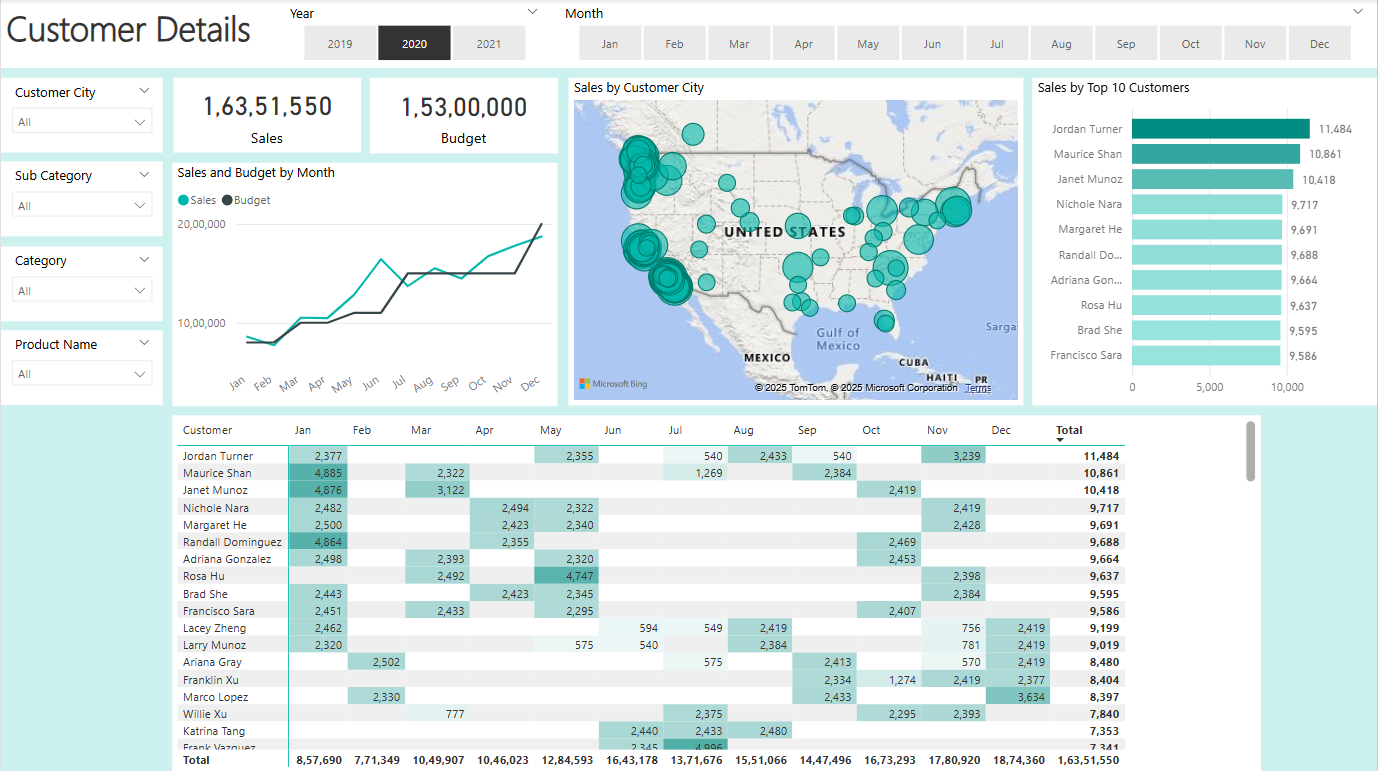 Customer Details
Year
2019 2020 2021
Month
Jan Feb Mar Apr May Jun Jul Aug Sep Oct Nov Dec
Customer City
All
Sub Category
All
Category
All
Product Name
All
1,63,51,550
Sales
1,53,00,000
Budget
Sales and Budget by Month
Sales Budget
20,00,000
10,00,000
Jan Feb Mar Apr May Jun Jul Aug Sep Oct Nov Dec
Sales by Customer City
UNITED STATES
Gulf of
Mexico
MEXICO
CUBA
HAITI
PR
Sargas
Microsoft Bing
© 2025 TomTom, © 2025 Microsoft Corporation Terms
Sales by Top 10 Customers
Jordan Turner 11,484
Maurice Shan 10,861
Janet Munoz 10,418
Nichole Nara 9,717
Margaret He 9,691
Randall Do... 9,688
Adriana Gon... 9,664
Rosa Hu 9,637
Brad She 9,595
Francisco Sara 9,586
0 5,000 10,000
Customer Jan Feb Mar Apr May Jun Jul Aug Sep Oct Nov Dec Total
Jordan Turner 2,377 2,355 540 2,433 540 3,239 11,484
Maurice Shan 4,885 2,322 1,269 2,384 10,861
Janet Munoz 4,876 3,122 2,419 10,418
Nichole Nara 2,482 2,494 2,322 2,419 9,717
Margaret He 2,500 2,423 2,340 2,428 9,691
Randall Dominguez 4,864 2,355 2,469 9,688
Adriana Gonzalez 2,498 2,393 2,320 2,453 9,664
Rosa Hu 2,492 4,747 2,398 9,637
Brad She 2,443 2,423 2,345 2,384 9,595
Francisco Sara 2,451 2,433 2,295 2,407 9,586
Lacey Zheng 2,462 594 549 2,419 756 2,419 9,199
Larry Munoz 2,320 575 540 2,384 781 2,419 9,019
Ariana Gray 2,502 575 2,413 570 2,419 8,480
Franklin Xu 2,334 1,274 2,419 2,377 8,404
Marco Lopez 2,330 2,433 3,634 8,397
Willie Xu 777 2,375 2,295 2,393 7,840
Katrina Tang 2,440 2,433 2,480 7,353
Frank Vazquez 2,345 4,996 7,341
Total 8,57,690 7,71,349 10,49,907 10,46,023 12,84,593 16,43,178 13,71,676 15,51,066 14,47,496 16,73,293 17,80,920 18,74,360 1,63,51,550